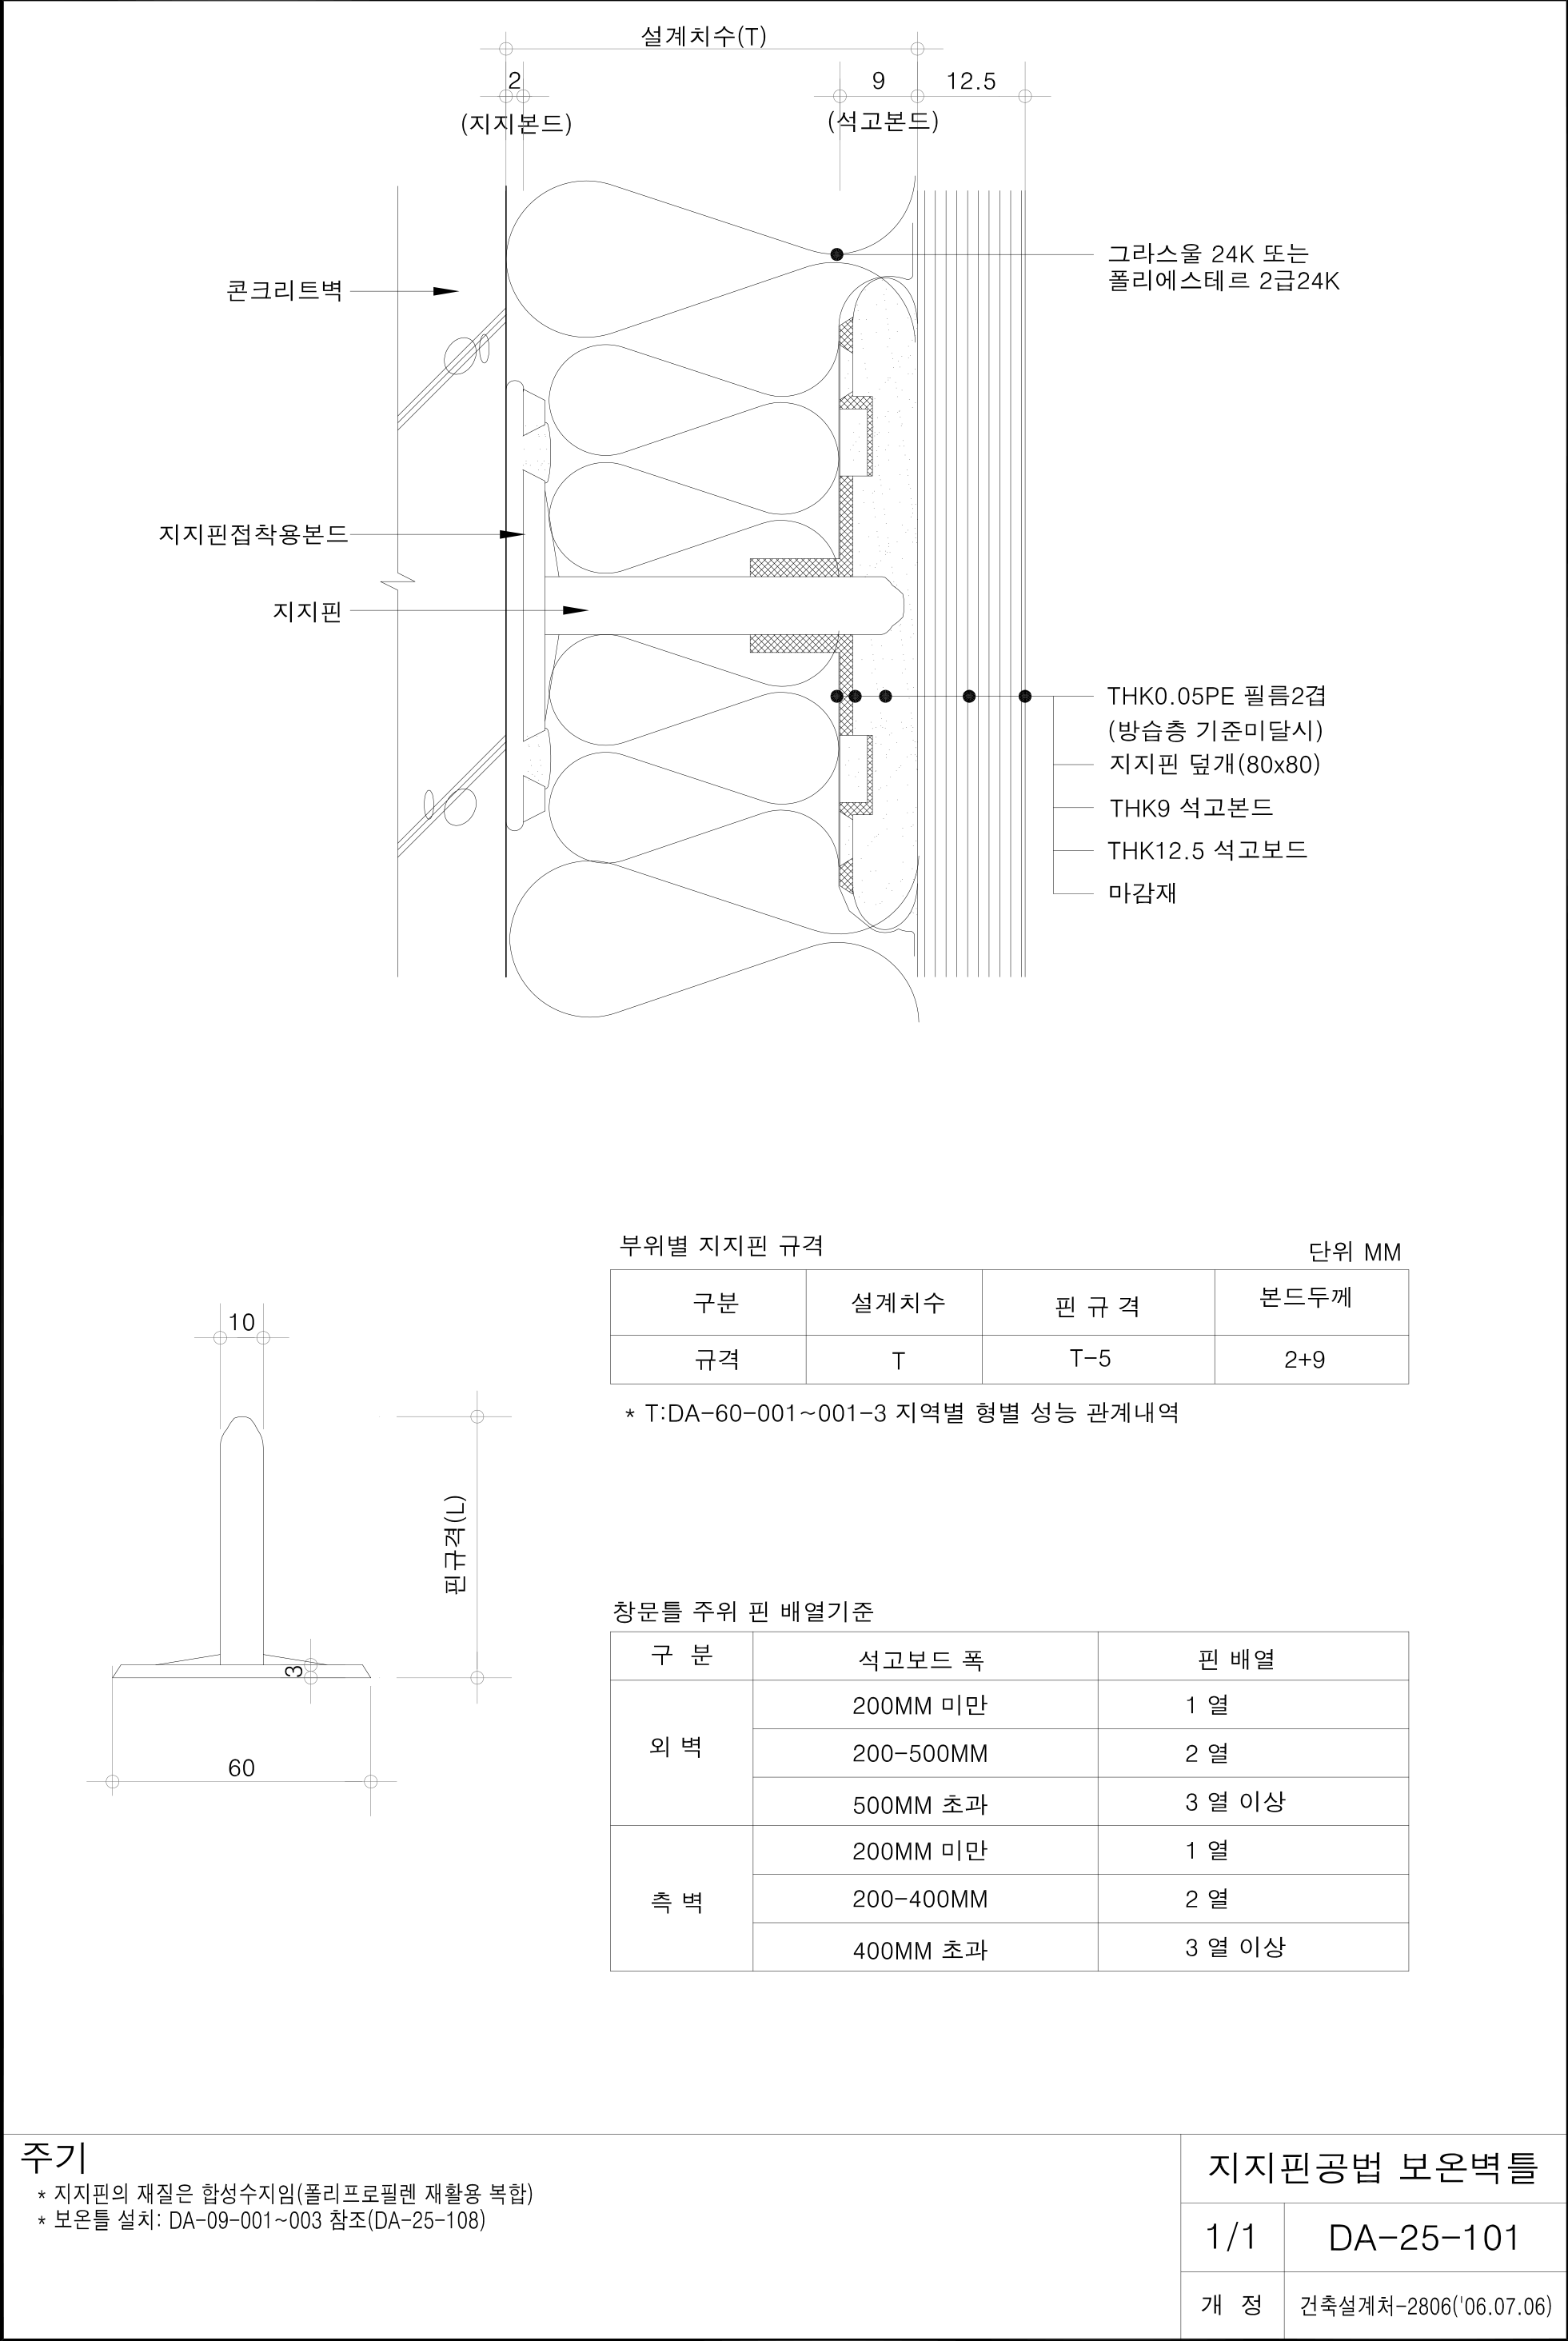 설계치수(T)
2
9
12.5
(지지본드)
(석고본드)
그라스울 24K 또는
폴리에스테르 2급24K
콘크리트벽
지지핀접착용본드
지지핀
THK0.05PE 필름2겹
(방습층 기준미달시)
지지핀 덮개(80x80)
THK9 석고본드
THK12.5 석고보드
마감재
부위별 지지핀 규격
단위 MM
구분 설계치수 핀 규 격 본드두께
규격 T T-5 2+9
* T:DA-60-001~001-3 지역별 형별 성능 관계내역
10
핀규격(L)
3
60
창문틀 주위 핀 배열기준
구 분 석고보드 폭 핀 배열
외 벽
200MM 미만 1 열
200-500MM 2 열
500MM 초과 3 열 이상
측 벽
200MM 미만 1 열
200-400MM 2 열
400MM 초과 3 열 이상
주기
* 지지핀의 재질은 합성수지임(폴리프로필렌 재활용 복합)
* 보온틀 설치: DA-09-001~003 참조(DA-25-108)
지지핀공법 보온벽틀
1/1 DA-25-101
개 정 건축설계처-2806('06.07.06)